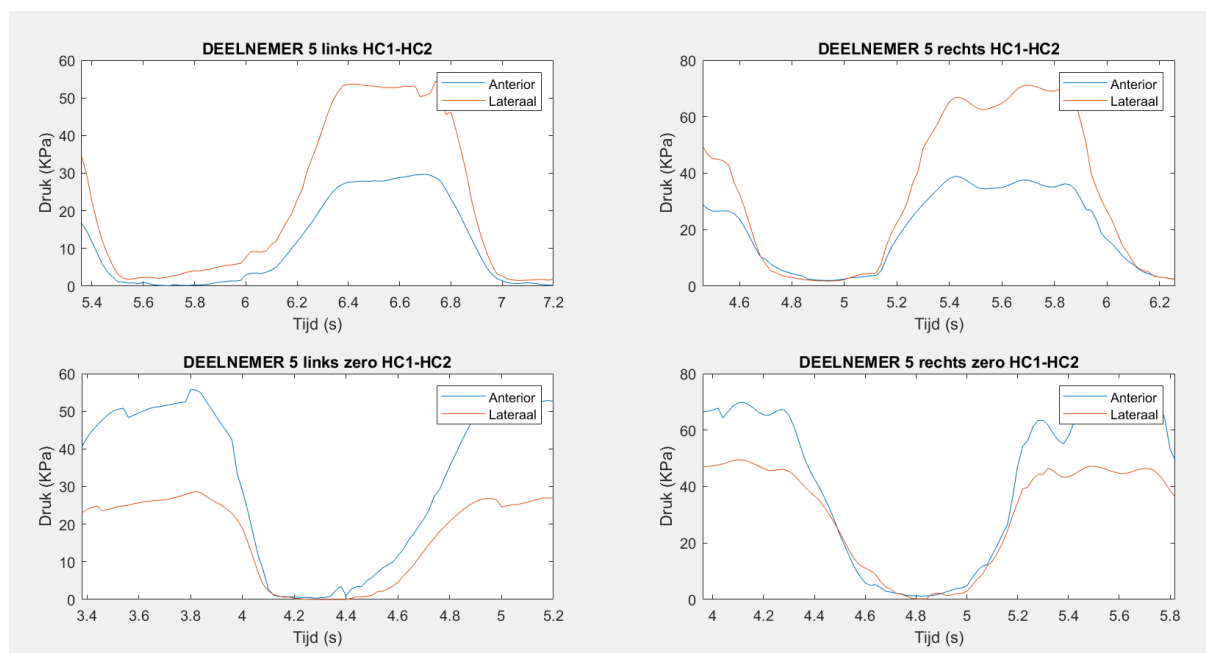 DEELNEMER 5 links HC1-HC2
60
50
40
30
20
10
0
Druk (KPa)
5.4 5.6 5.8 6 6.2 6.4 6.6 6.8 7 7.2
Tijd (s)
Anterior
Lateraal
DEELNEMER 5 rechts HC1-HC2
80
60
40
20
0
Druk (KPa)
4.6 4.8 5 5.2 5.4 5.6 5.8 6 6.2
Tijd (s)
Anterior
Lateraal
DEELNEMER 5 links zero HC1-HC2
60
50
40
30
20
10
0
Druk (KPa)
3.4 3.6 3.8 4 4.2 4.4 4.6 4.8 5 5.2
Tijd (s)
Anterior
Lateraal
DEELNEMER 5 rechts zero HC1-HC2
80
60
40
20
0
Druk (KPa)
4 4.2 4.4 4.6 4.8 5 5.2 5.4 5.6 5.8
Tijd (s)
Anterior
Lateraal